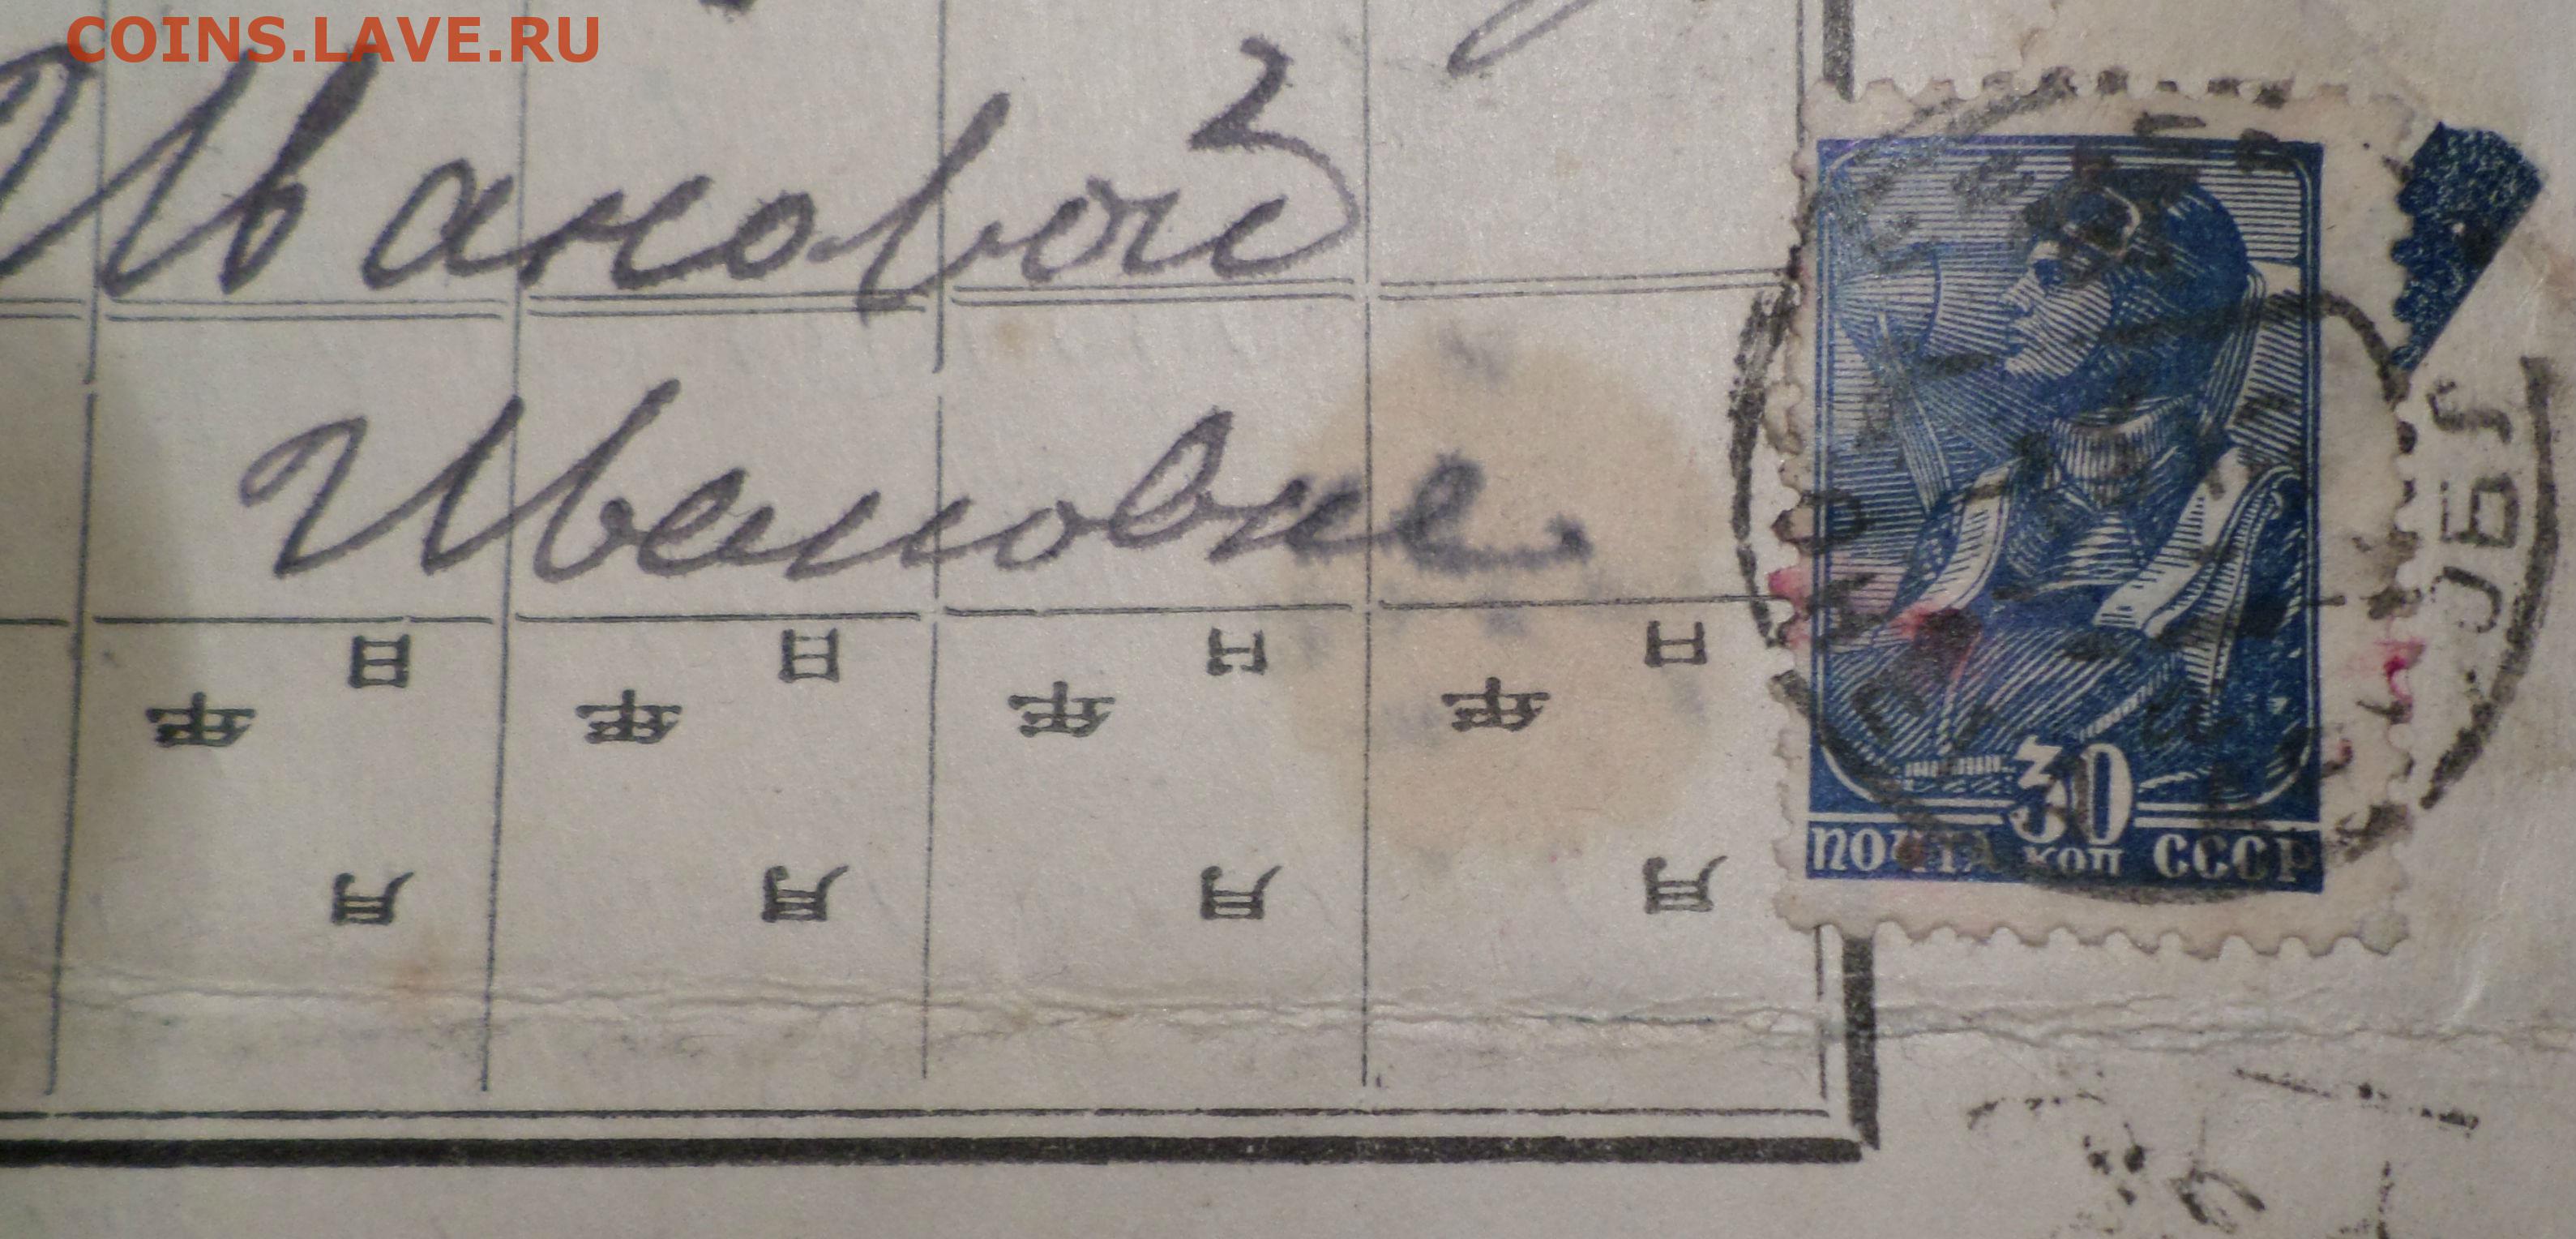 COINS.LAVE.RU
Ивановой
Ивановне.
日 日 日 日
年 年 年 年
月 月 月 月
30
ПОЧТА КОП СССР